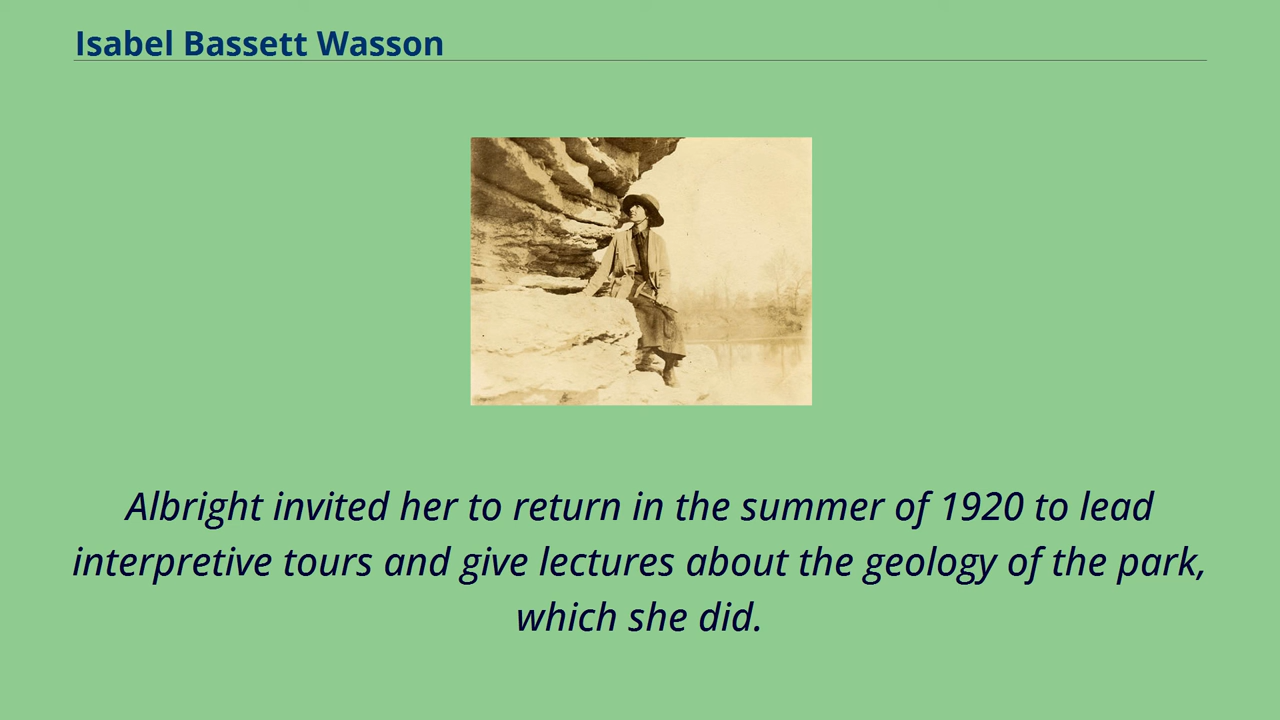 Isabel Bassett Wasson
Albright invited her to return in the summer of 1920 to lead
interpretive tours and give lectures about the geology of the park,
which she did.